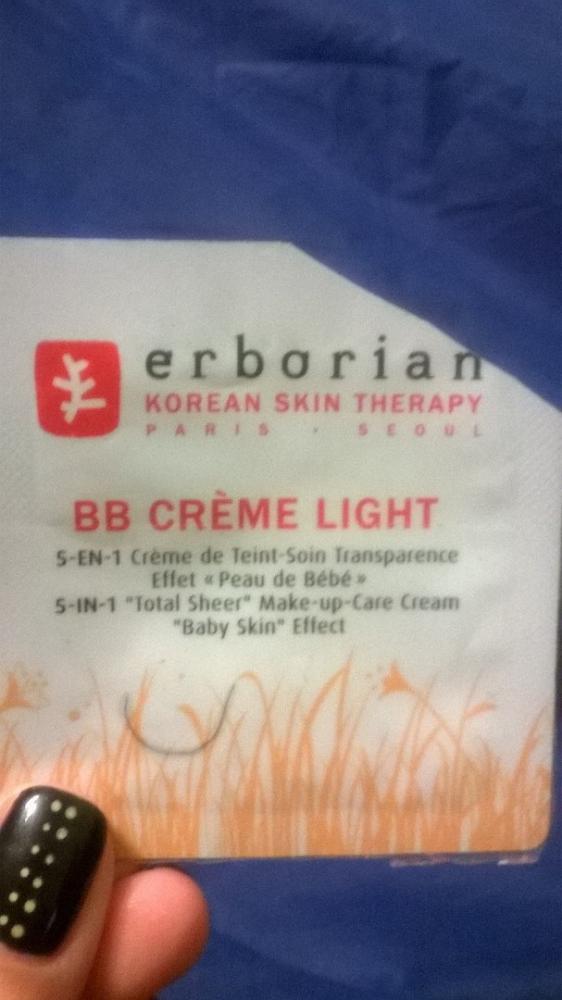 erborian
KOREAN SKIN THERAPY
PARIS · SEOUL
BB CRÈME LIGHT
5-EN-1 Crème de Teint-Soin Transparence
Effet « Peau de Bébé »
5-IN-1 "Total Sheer" Make-up-Care Cream
"Baby Skin" Effect